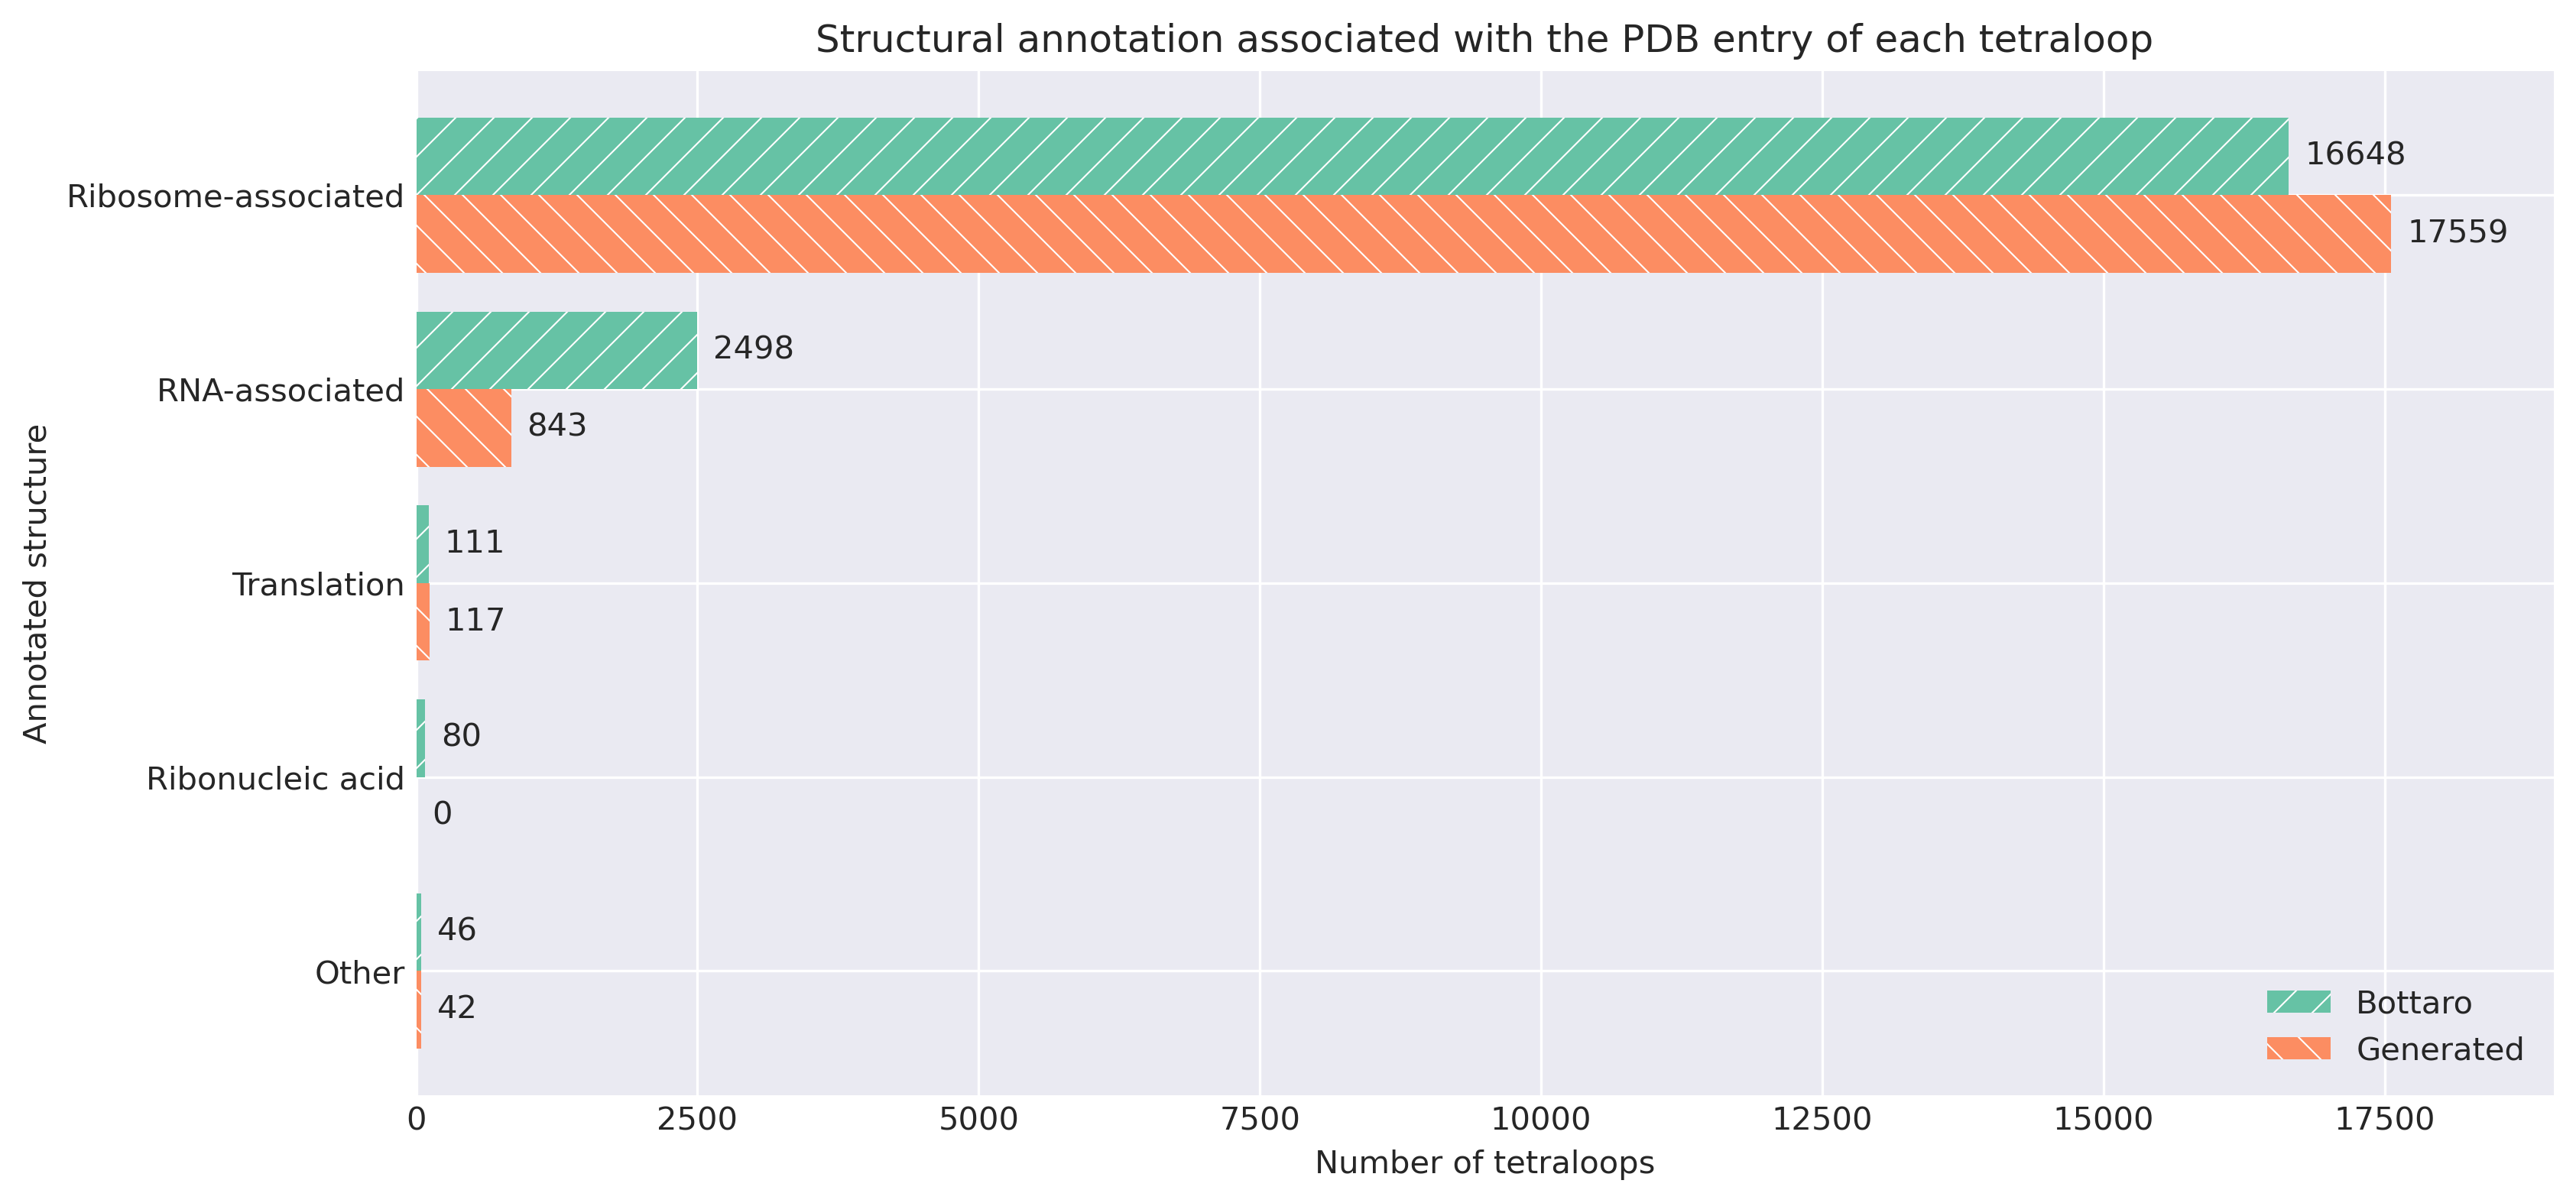 Structural annotation associated with the PDB entry of each tetraloop
Annotated structure
Ribosome-associated
16648
17559
RNA-associated
2498
843
Translation
111
117
Ribonucleic acid
80
0
Other
46
42
Bottaro
Generated
0 2500 5000 7500 10000 12500 15000 17500
Number of tetraloops